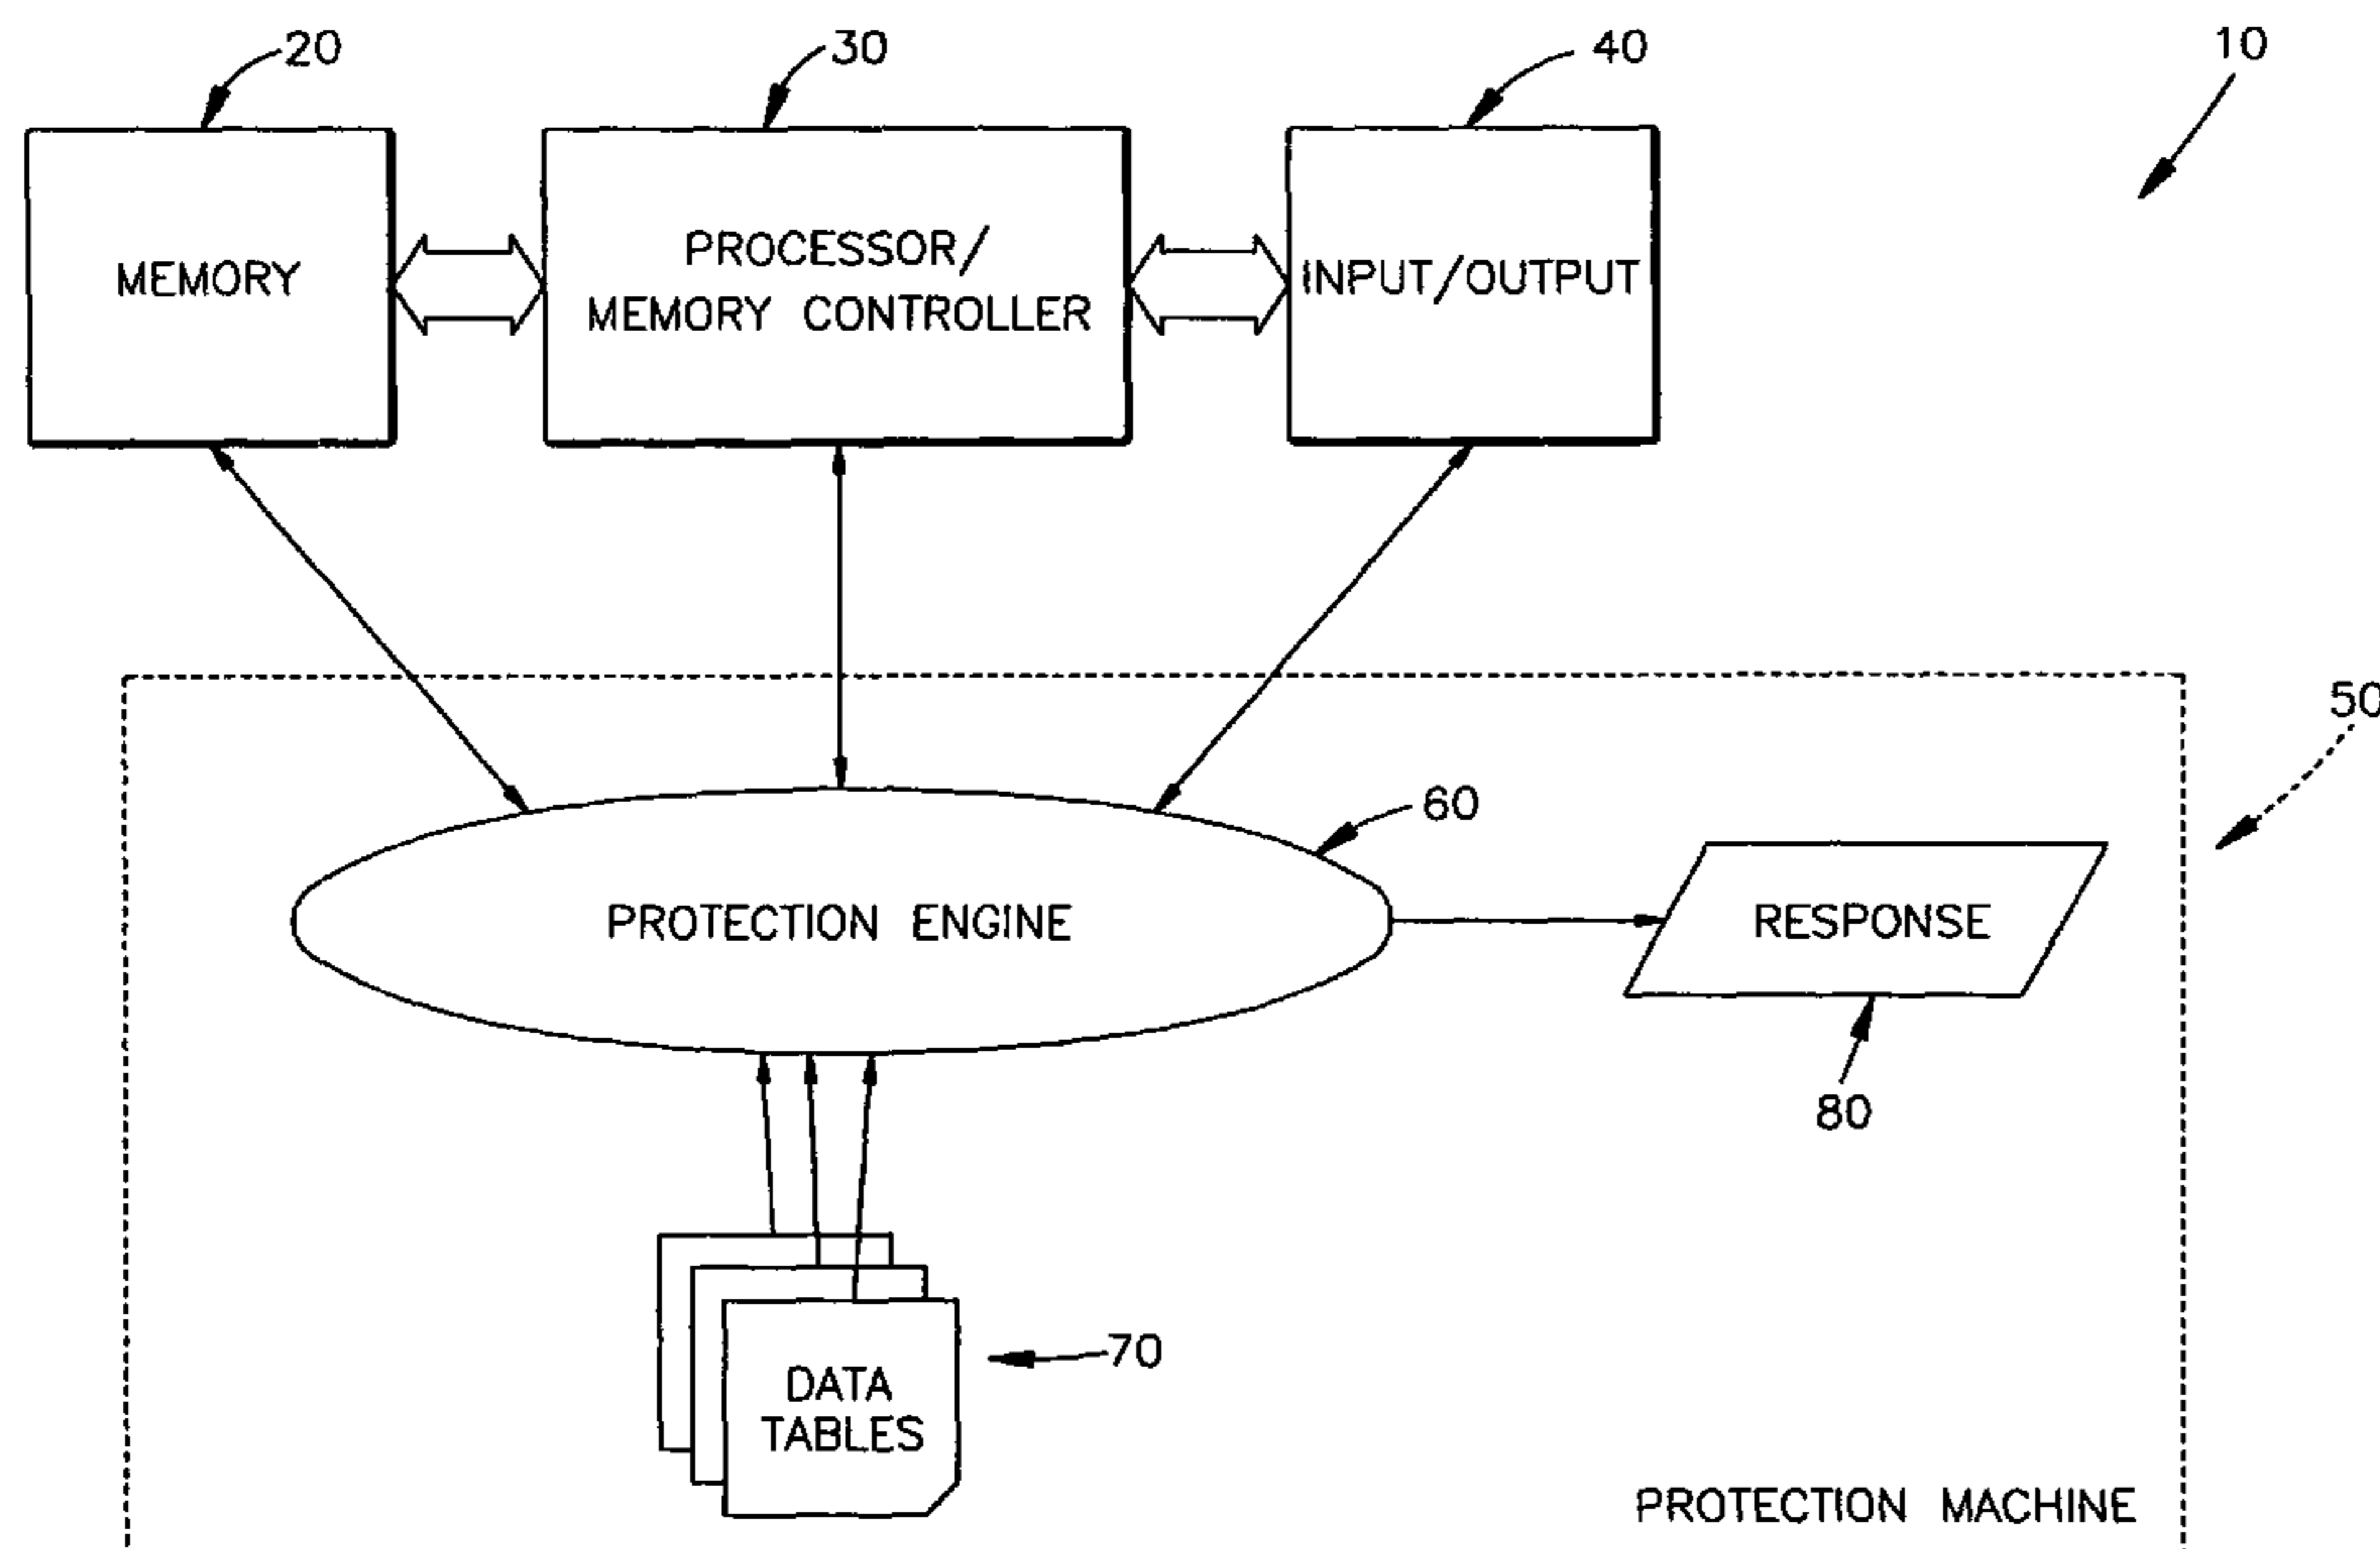 20
30
40
10
MEMORY
PROCESSOR/
MEMORY CONTROLLER
INPUT/OUTPUT
50
60
PROTECTION ENGINE
RESPONSE
80
70
DATA
TABLES
PROTECTION MACHINE